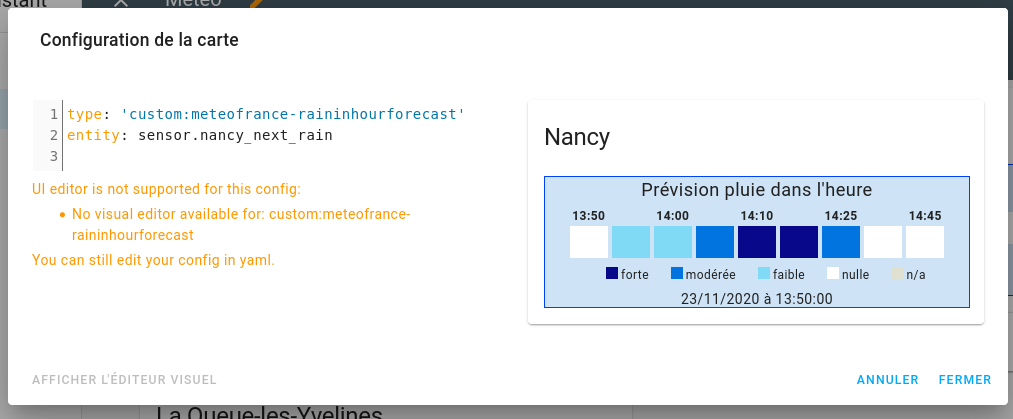 Météo
Configuration de la carte
1 type: 'custom:meteofrance-raininhourforecast'
2 entity: sensor.nancy_next_rain
3
UI editor is not supported for this config:
• No visual editor available for: custom:meteofrance-
raininhourforecast
You can still edit your config in yaml.
Nancy
Prévision pluie dans l'heure
13:50 14:00 14:10 14:25 14:45
forte modérée faible nulle n/a
23/11/2020 à 13:50:00
AFFICHER L'ÉDITEUR VISUEL
ANNULER FERMER
La Queue-les-Yvelines